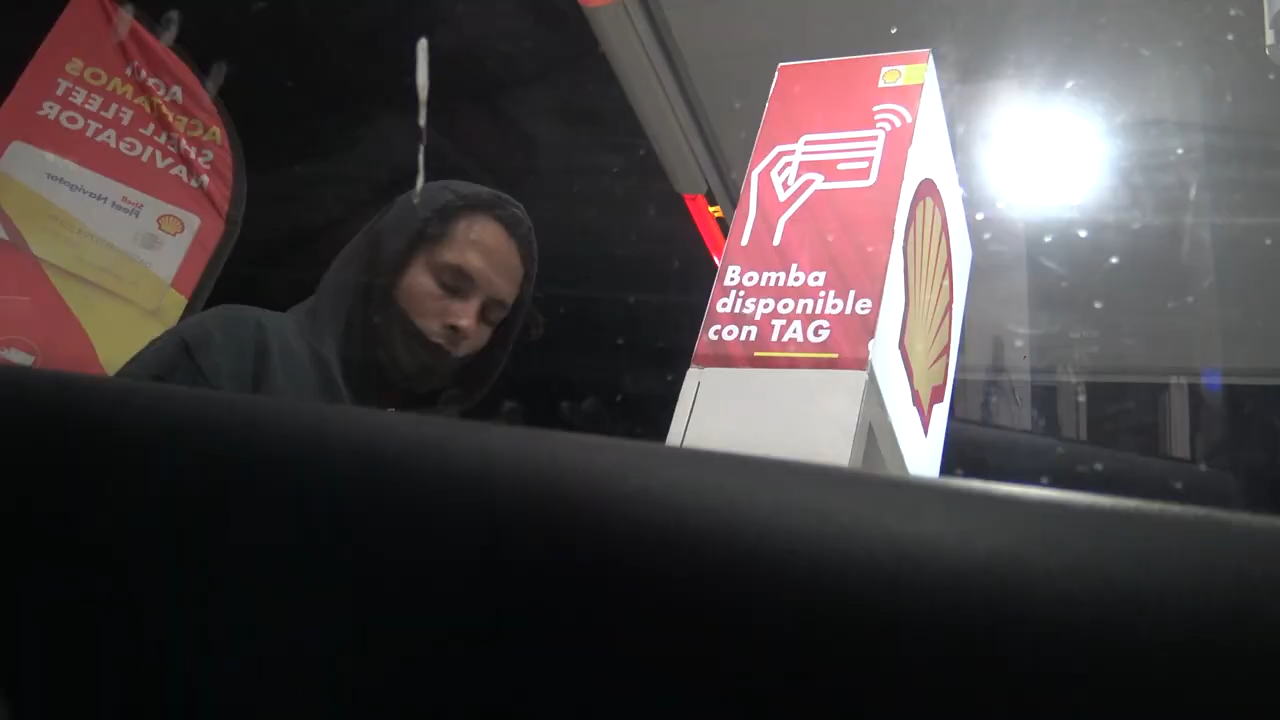 AQUÍ
ACEPTAMOS
SHELL FLEET
NAVIGATOR
Shell
Fleet Navigator
Bomba
disponible
con TAG